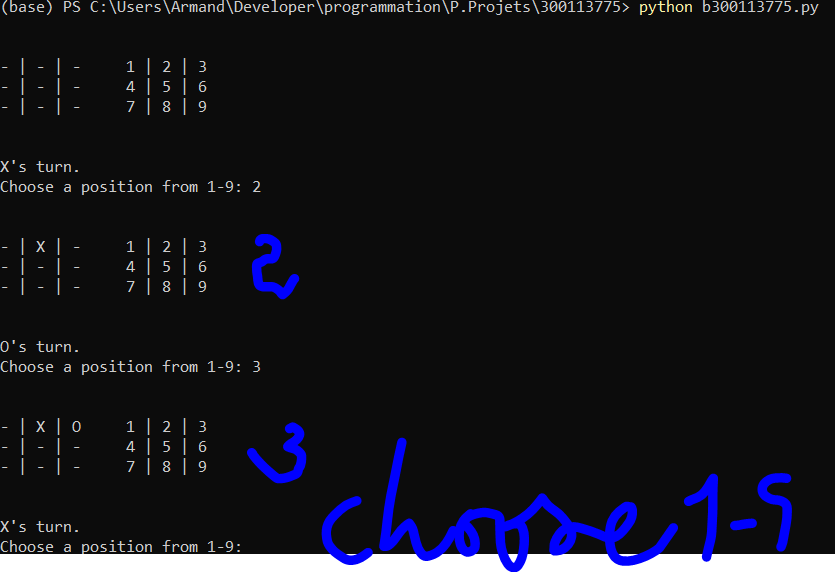 (base) PS C:\Users\Armand\Developer\programmation\P.Projets\300113775> python b300113775.py
- | - | -     1 | 2 | 3
- | - | -     4 | 5 | 6
- | - | -     7 | 8 | 9
X's turn.
Choose a position from 1-9: 2
- | X | -     1 | 2 | 3
- | - | -     4 | 5 | 6
- | - | -     7 | 8 | 9
2
O's turn.
Choose a position from 1-9: 3
- | X | O     1 | 2 | 3
- | - | -     4 | 5 | 6
- | - | -     7 | 8 | 9
3
choose 1-9
X's turn.
Choose a position from 1-9: